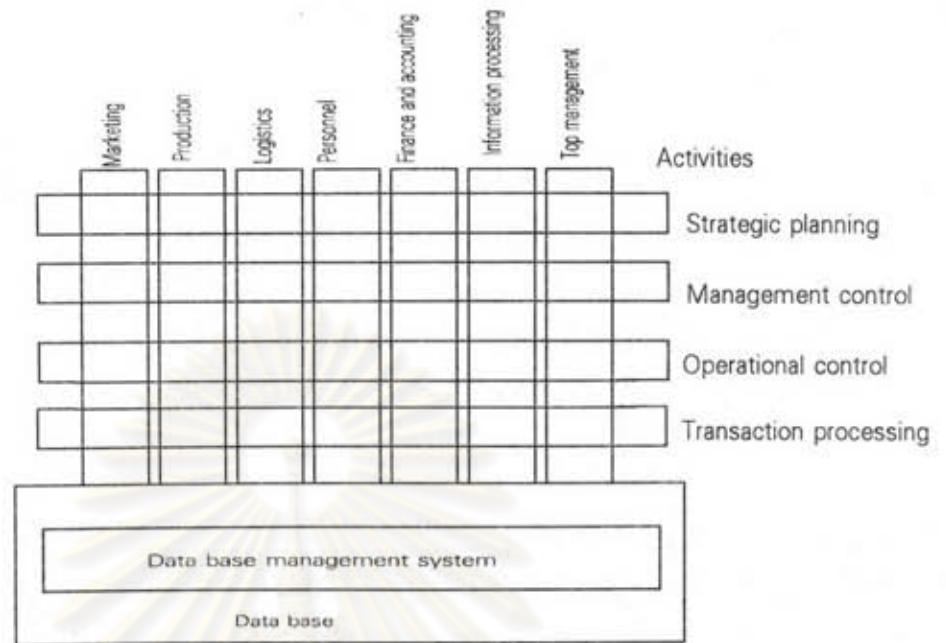 Marketing
Production
Logistics
Personnel
Finance and accounting
Information processing
Top management
Activities
Strategic planning
Management control
Operational control
Transaction processing
Data base management system
Data base